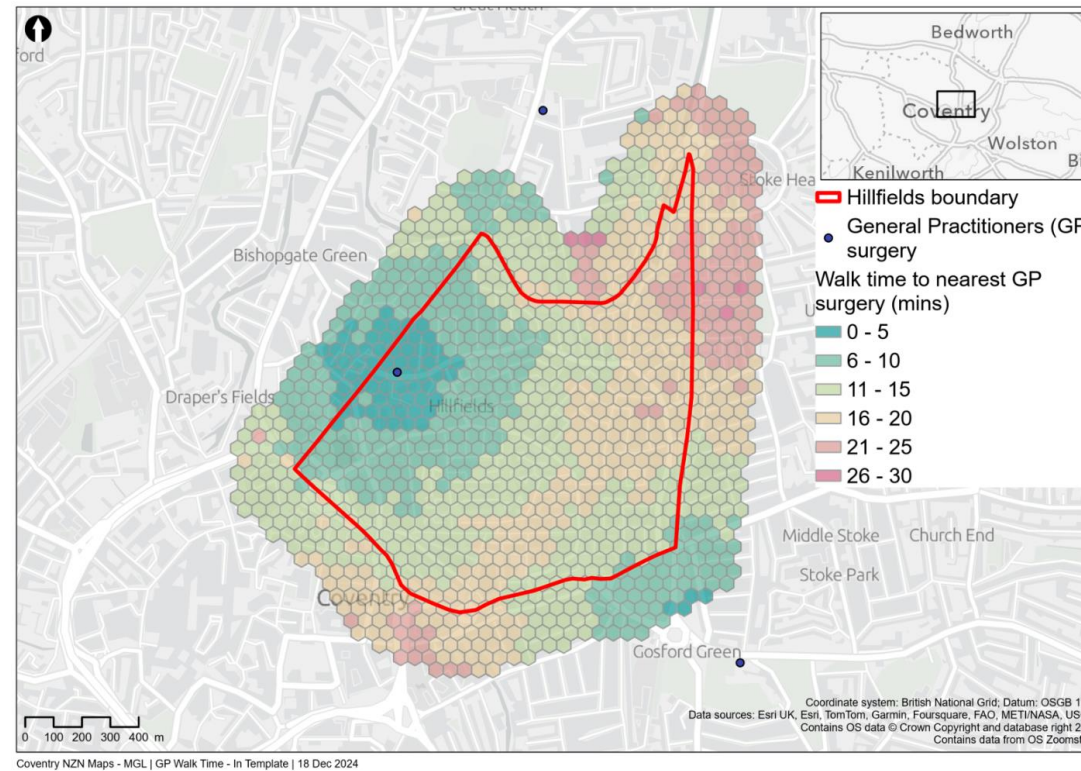 Great Heath
ford
Bedworth
Coventry
Wolston
Kenilworth
Bi
Stoke Hea
Hillfields boundary
General Practitioners (GP
surgery
Bishopgate Green
Walk time to nearest GP
surgery (mins)
U
0 - 5
6 - 10
11 - 15
16 - 20
21 - 25
26 - 30
Draper's Fields
Hillfields
Middle Stoke
Church End
Stoke Park
Coventry
Gosford Green
0 100 200 300 400 m
Coordinate system: British National Grid; Datum: OSGB 1
Data sources: Esri UK, Esri, TomTom, Garmin, Foursquare, FAO, METI/NASA, US
Contains OS data © Crown Copyright and database right 2
Contains data from OS Zoomst
Coventry NZN Maps - MGL | GP Walk Time - In Template | 18 Dec 2024